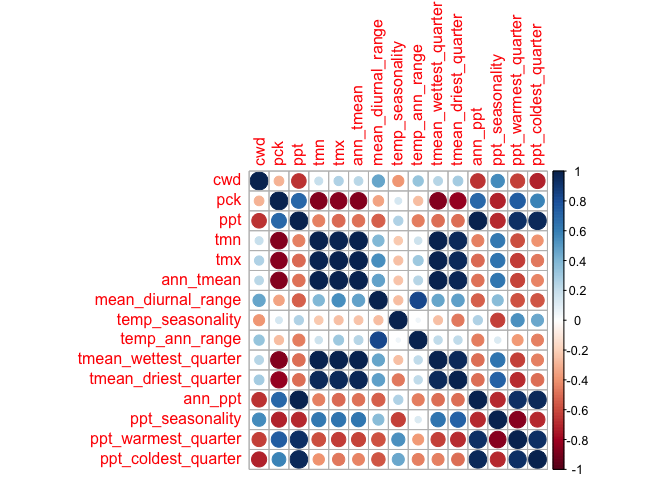 cwd
pck
ppt
tmn
tmx
ann_tmean
mean_diurnal_range
temp_seasonality
temp_ann_range
tmean_wettest_quarter
tmean_driest_quarter
ann_ppt
ppt_seasonality
ppt_warmest_quarter
ppt_coldest_quarter
cwd
pck
ppt
tmn
tmx
ann_tmean
mean_diurnal_range
temp_seasonality
temp_ann_range
tmean_wettest_quarter
tmean_driest_quarter
ann_ppt
ppt_seasonality
ppt_warmest_quarter
ppt_coldest_quarter
1
0.8
0.6
0.4
0.2
0
-0.2
-0.4
-0.6
-0.8
-1